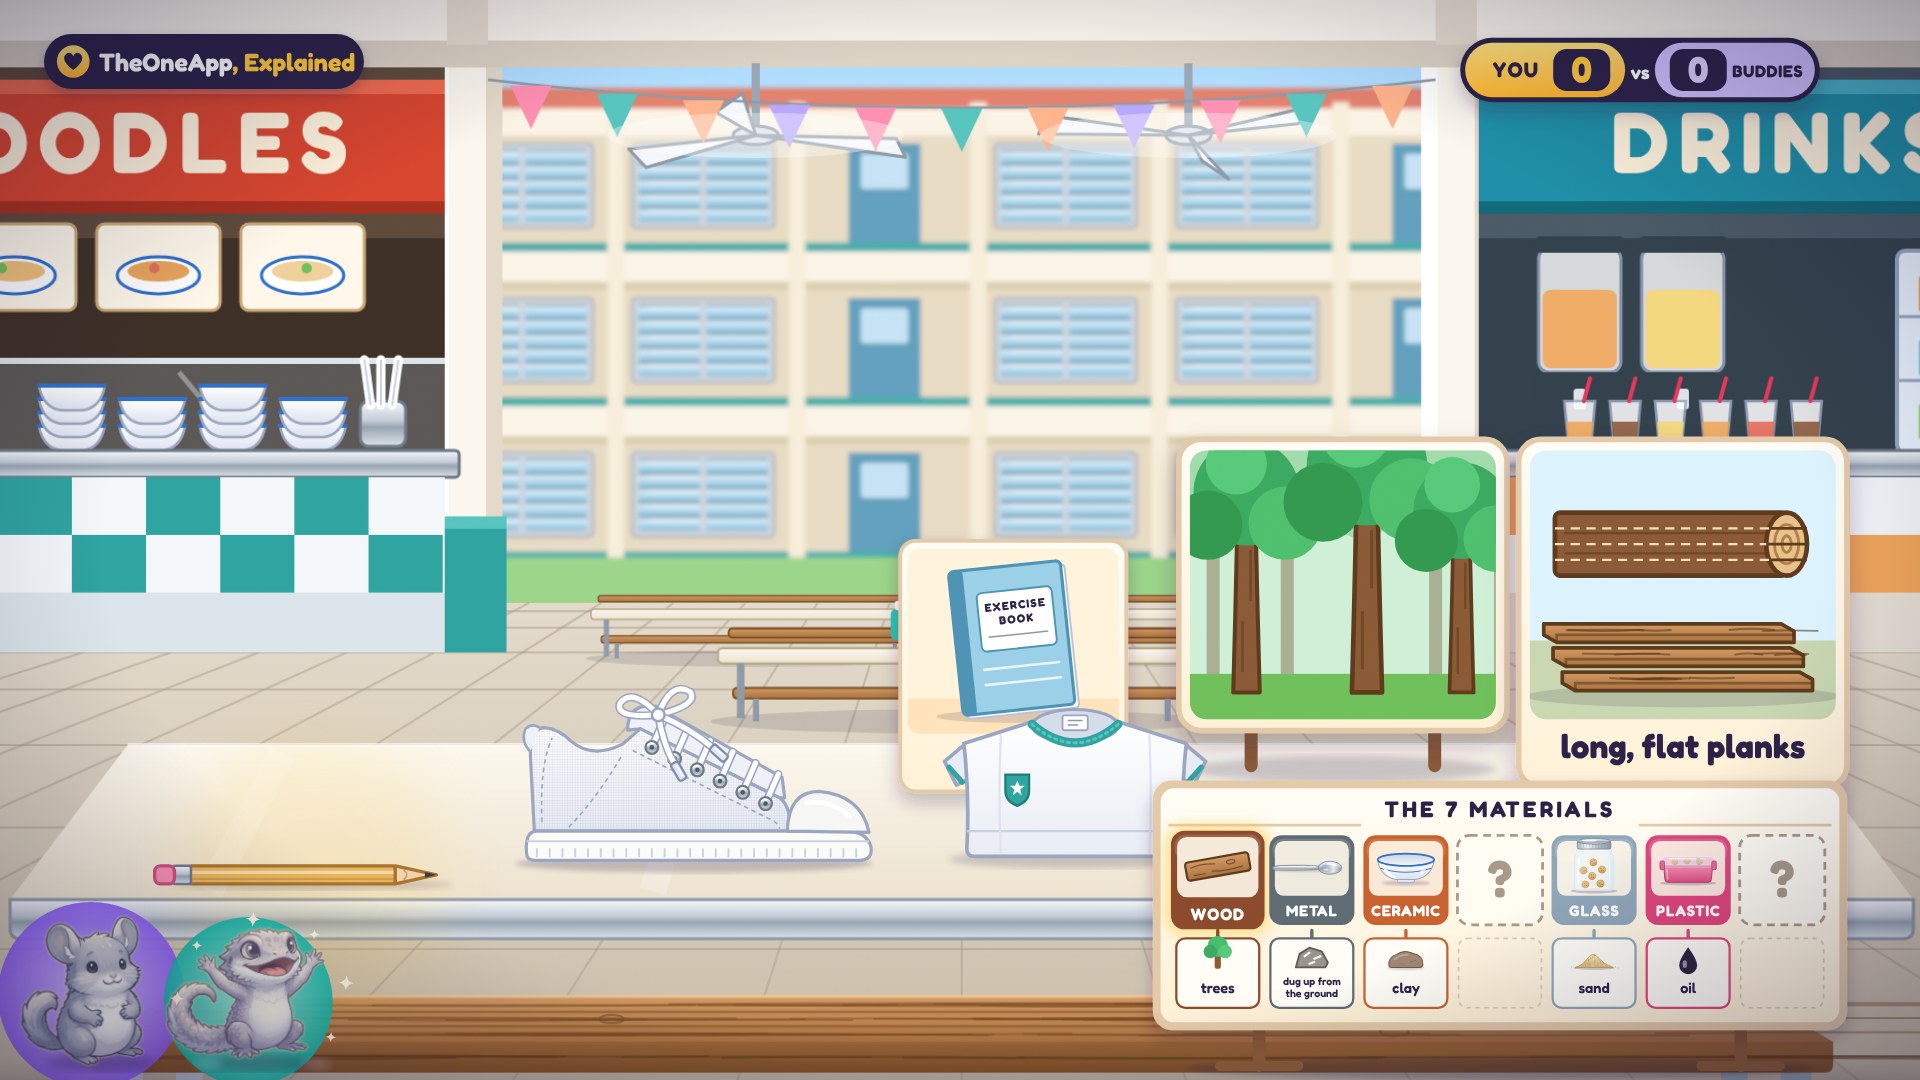 TheOneApp, Explained
YOU 0 vs 0 BUDDIES
OODLES
DRINKS
EXERCISE
BOOK
long, flat planks
THE 7 MATERIALS
WOOD METAL CERAMIC ? GLASS PLASTIC ?
trees dug up from the ground clay sand oil